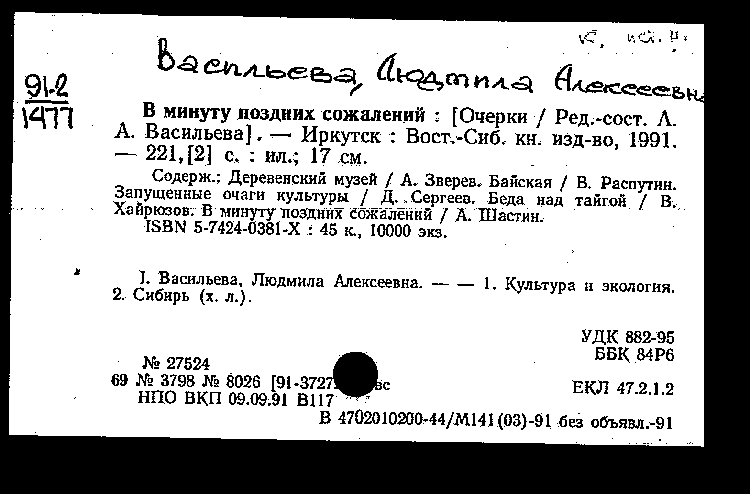 Васильева, Людмила Алексеевна
91-2
1477
В минуту поздних сожалений : [Очерки / Ред.-сост. Л.
А. Васильева]. — Иркутск : Вост.-Сиб. кн. изд-во, 1991.
— 221,[2] с. : ил.; 17 см.
Содерж.: Деревенский музей / А. Зверев. Байская / В. Распутин.
Запущенные очаги культуры / Д. Сергеев. Беда над тайгой / В.
Хайрюзов. В минуту поздних сожалений / А. Шастин.
ISBN 5-7424-0381-X : 45 к., 10000 экз.
I. Васильева, Людмила Алексеевна. — — 1. Культура и экология.
2. Сибирь (х. л.).
УДК 882-95
ББК 84Р6
№ 27524
69 № 3798 № 8026 [91-3727 вс
ЕКЛ 47.2.1.2
НПО ВКП 09.09.91 В117
В 4702010200-44/М141(03)-91 без объявл.-91